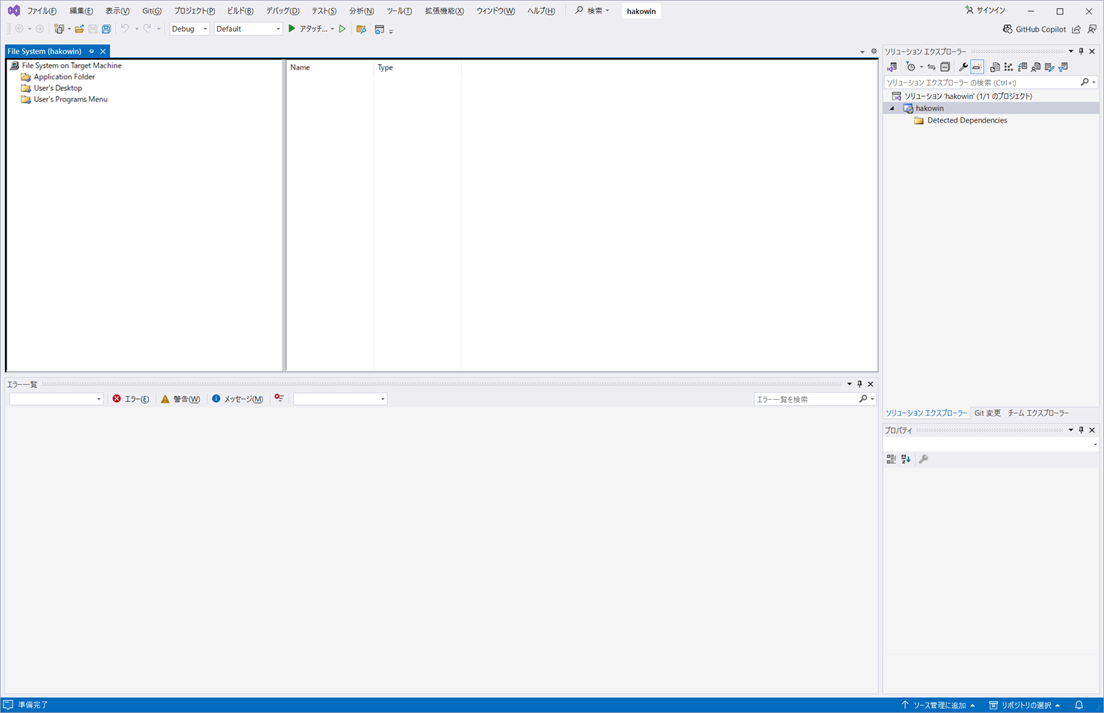 ファイル(F) 編集(E) 表示(V) Git(G) プロジェクト(P) ビルド(B) デバッグ(D) テスト(S) 分析(N) ツール(T) 拡張機能(X) ウィンドウ(W) ヘルプ(H) 検索 hakowin サインイン
Debug Default アタッチ... GitHub Copilot
File System (hakowin)
File System on Target Machine
Application Folder
User's Desktop
User's Programs Menu
Name Type
ソリューション エクスプローラー
ソリューション エクスプローラー の検索 (Ctrl+;)
ソリューション 'hakowin' (1/1 のプロジェクト)
hakowin
Detected Dependencies
ソリューション エクスプローラー Git 変更 チーム エクスプローラー
エラー一覧
エラー(E) 警告(W) メッセージ(M) エラー一覧を検索
プロパティ
準備完了 ソース管理に追加 リポジトリの選択